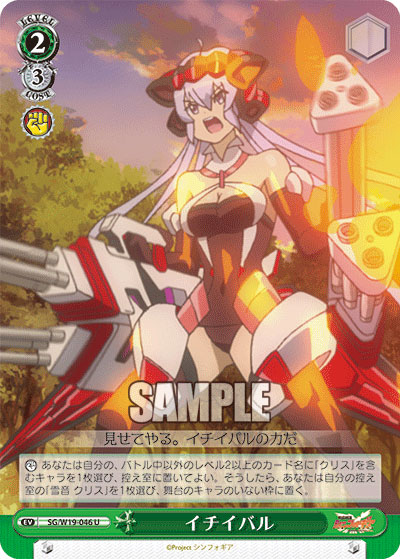 LEVEL
2
3
COST
SAMPLE
見せてやる。イチイバルの力だ
あなたは自分の、バトル中以外のレベル2以上のカード名に「クリス」を含
むキャラを1枚選び、控え室に置いてよい。そうしたら、あなたは自分の控え
室の「雪音 クリス」を1枚選び、舞台のキャラのいない枠に置く。
EV SG/W19-046 U
イチイバル
©Project シンフォギア